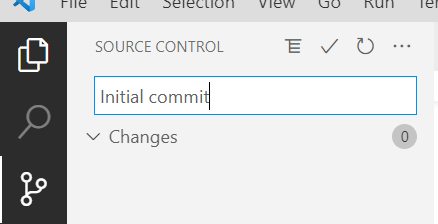 File Edit Selection View Go Run
SOURCE CONTROL
Initial commit
Changes 0